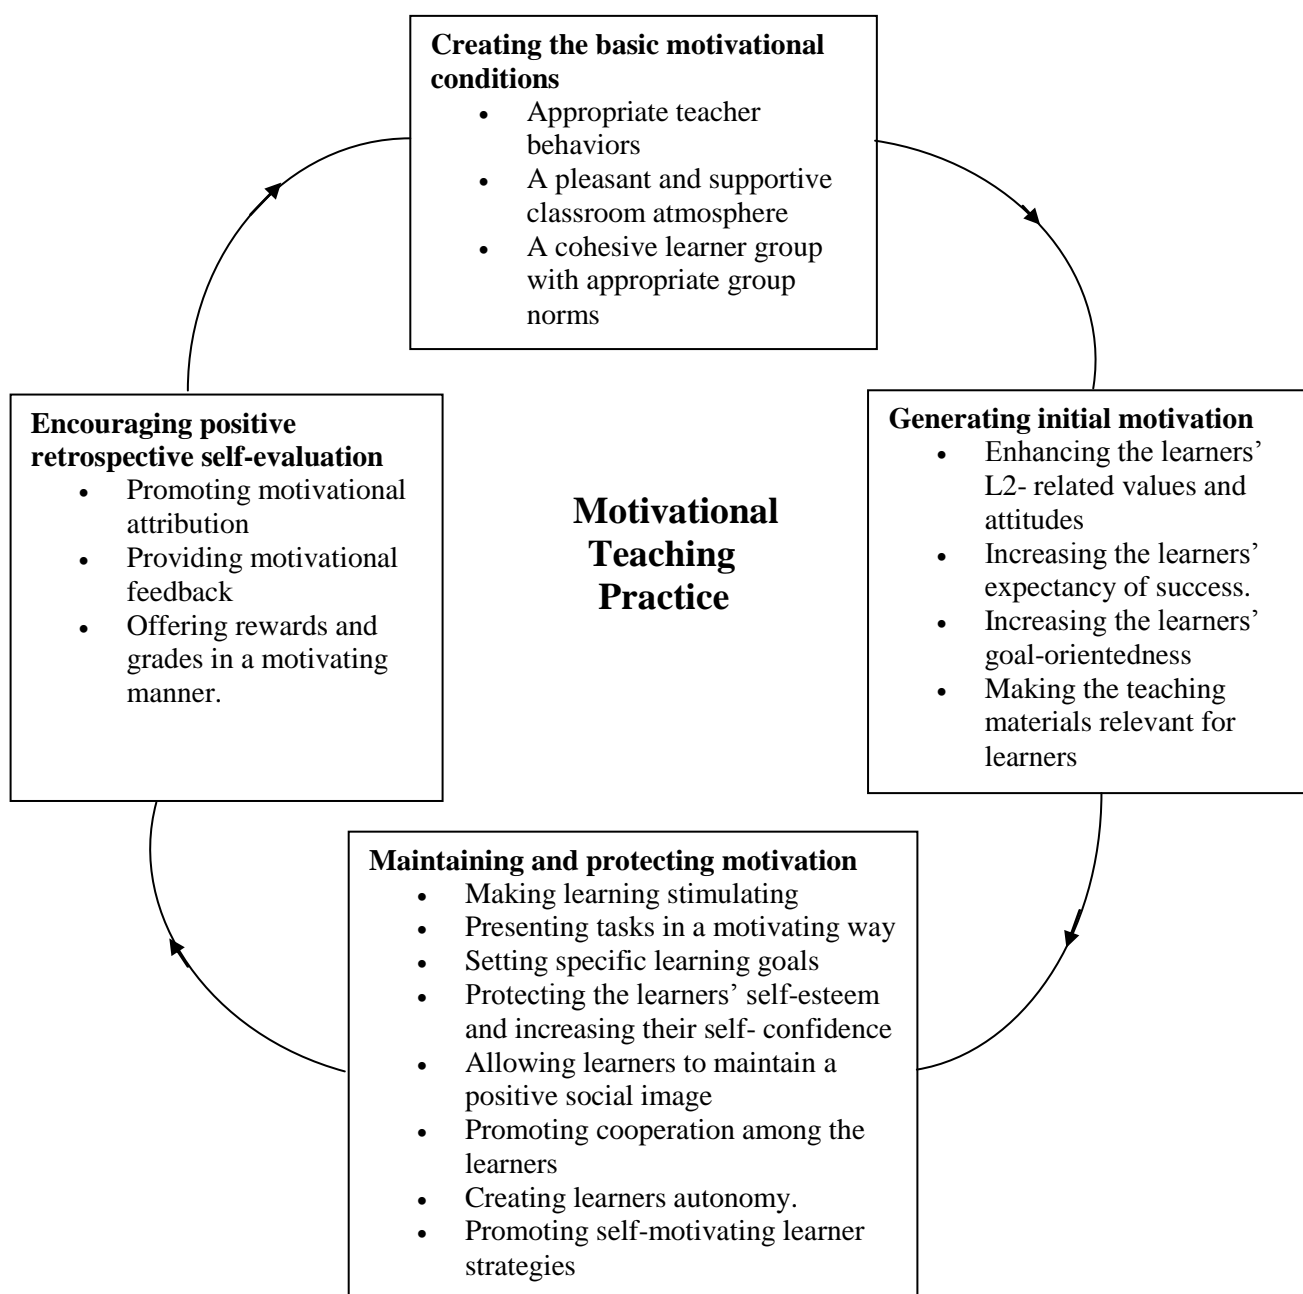 Creating the basic motivational
conditions
• Appropriate teacher
behaviors
• A pleasant and supportive
classroom atmosphere
• A cohesive learner group
with appropriate group
norms
Encouraging positive
retrospective self-evaluation
• Promoting motivational
attribution
• Providing motivational
feedback
• Offering rewards and
grades in a motivating
manner.
Motivational
Teaching
Practice
Generating initial motivation
• Enhancing the learners’
L2- related values and
attitudes
• Increasing the learners’
expectancy of success.
• Increasing the learners’
goal-orientedness
• Making the teaching
materials relevant for
learners
Maintaining and protecting motivation
• Making learning stimulating
• Presenting tasks in a motivating way
• Setting specific learning goals
• Protecting the learners’ self-esteem
and increasing their self- confidence
• Allowing learners to maintain a
positive social image
• Promoting cooperation among the
learners
• Creating learners autonomy.
• Promoting self-motivating learner
strategies